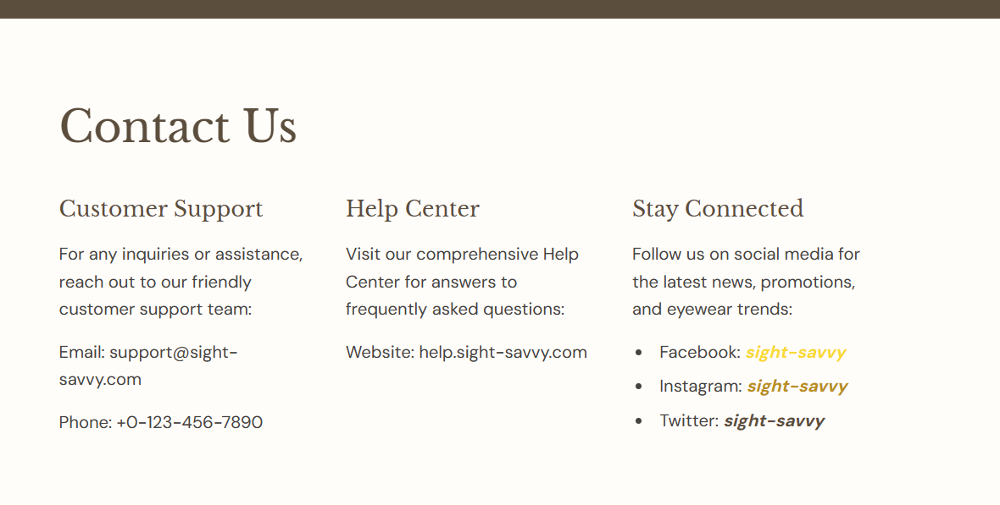 Contact Us
Customer Support
For any inquiries or assistance,
reach out to our friendly
customer support team:
Email: support@sight-
savvy.com
Phone: +0-123-456-7890
Help Center
Visit our comprehensive Help
Center for answers to
frequently asked questions:
Website: help.sight-savvy.com
Stay Connected
Follow us on social media for
the latest news, promotions,
and eyewear trends:
• Facebook: sight-savvy
• Instagram: sight-savvy
• Twitter: sight-savvy